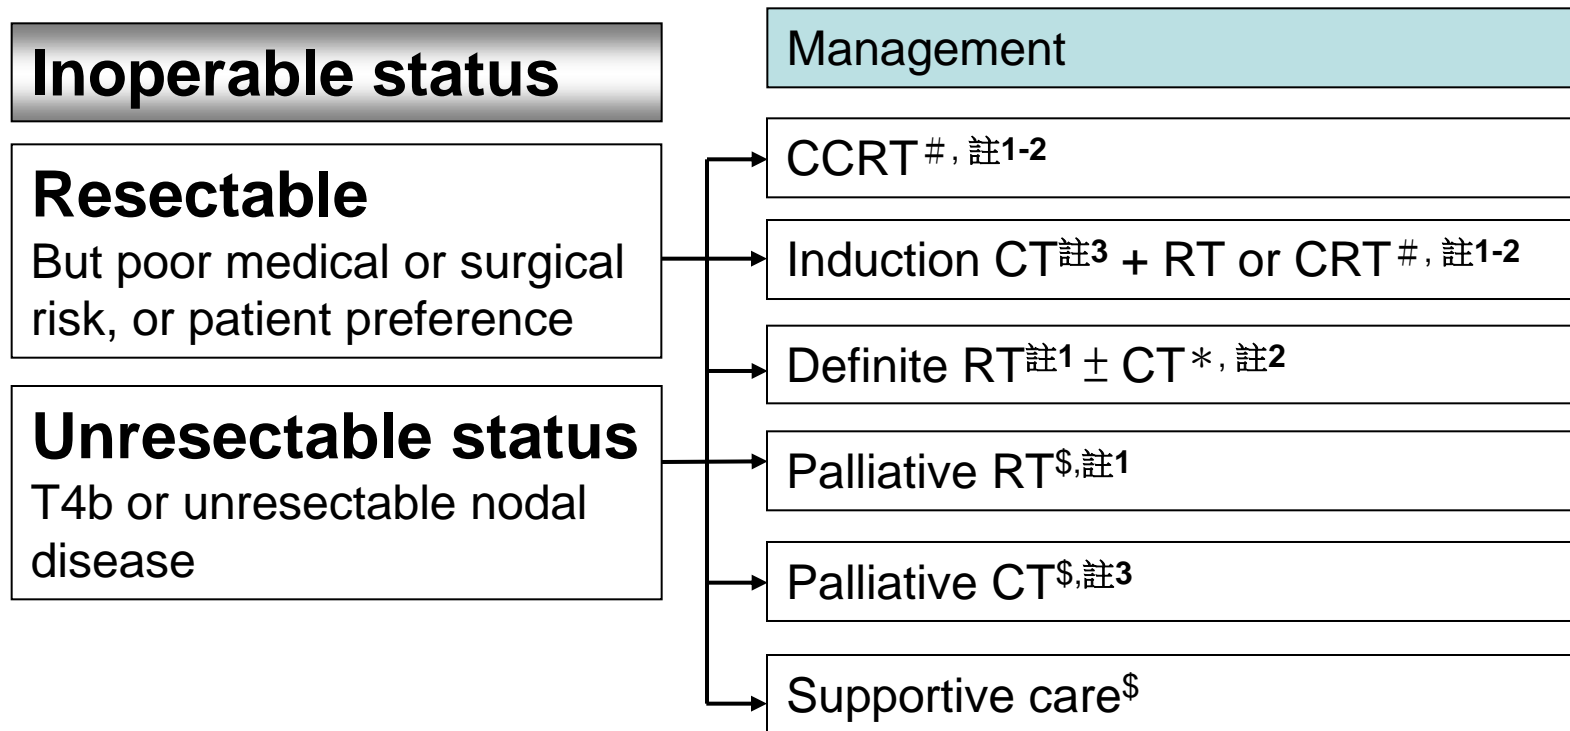 Inoperable status
Resectable
But poor medical or surgical
risk, or patient preference
Unresectable status
T4b or unresectable nodal
disease
Management
CCRT#, 註1-2
Induction CT註3 + RT or CRT#, 註1-2
Definite RT註1 ± CT*, 註2
Palliative RT$,註1
Palliative CT$,註3
Supportive care$